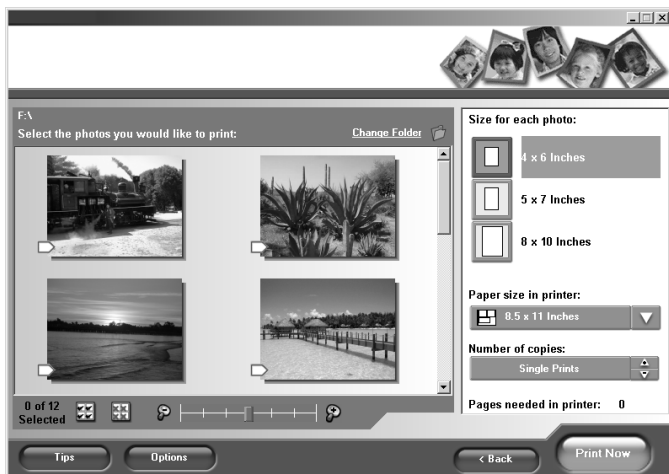 F:\
Select the photos you would like to print:
Change Folder
0 of 12
Selected
Size for each photo:
4 x 6 Inches
5 x 7 Inches
8 x 10 Inches
Paper size in printer:
8.5 x 11 Inches
Number of copies:
Single Prints
Pages needed in printer: 0
Tips
Options
< Back
Print Now